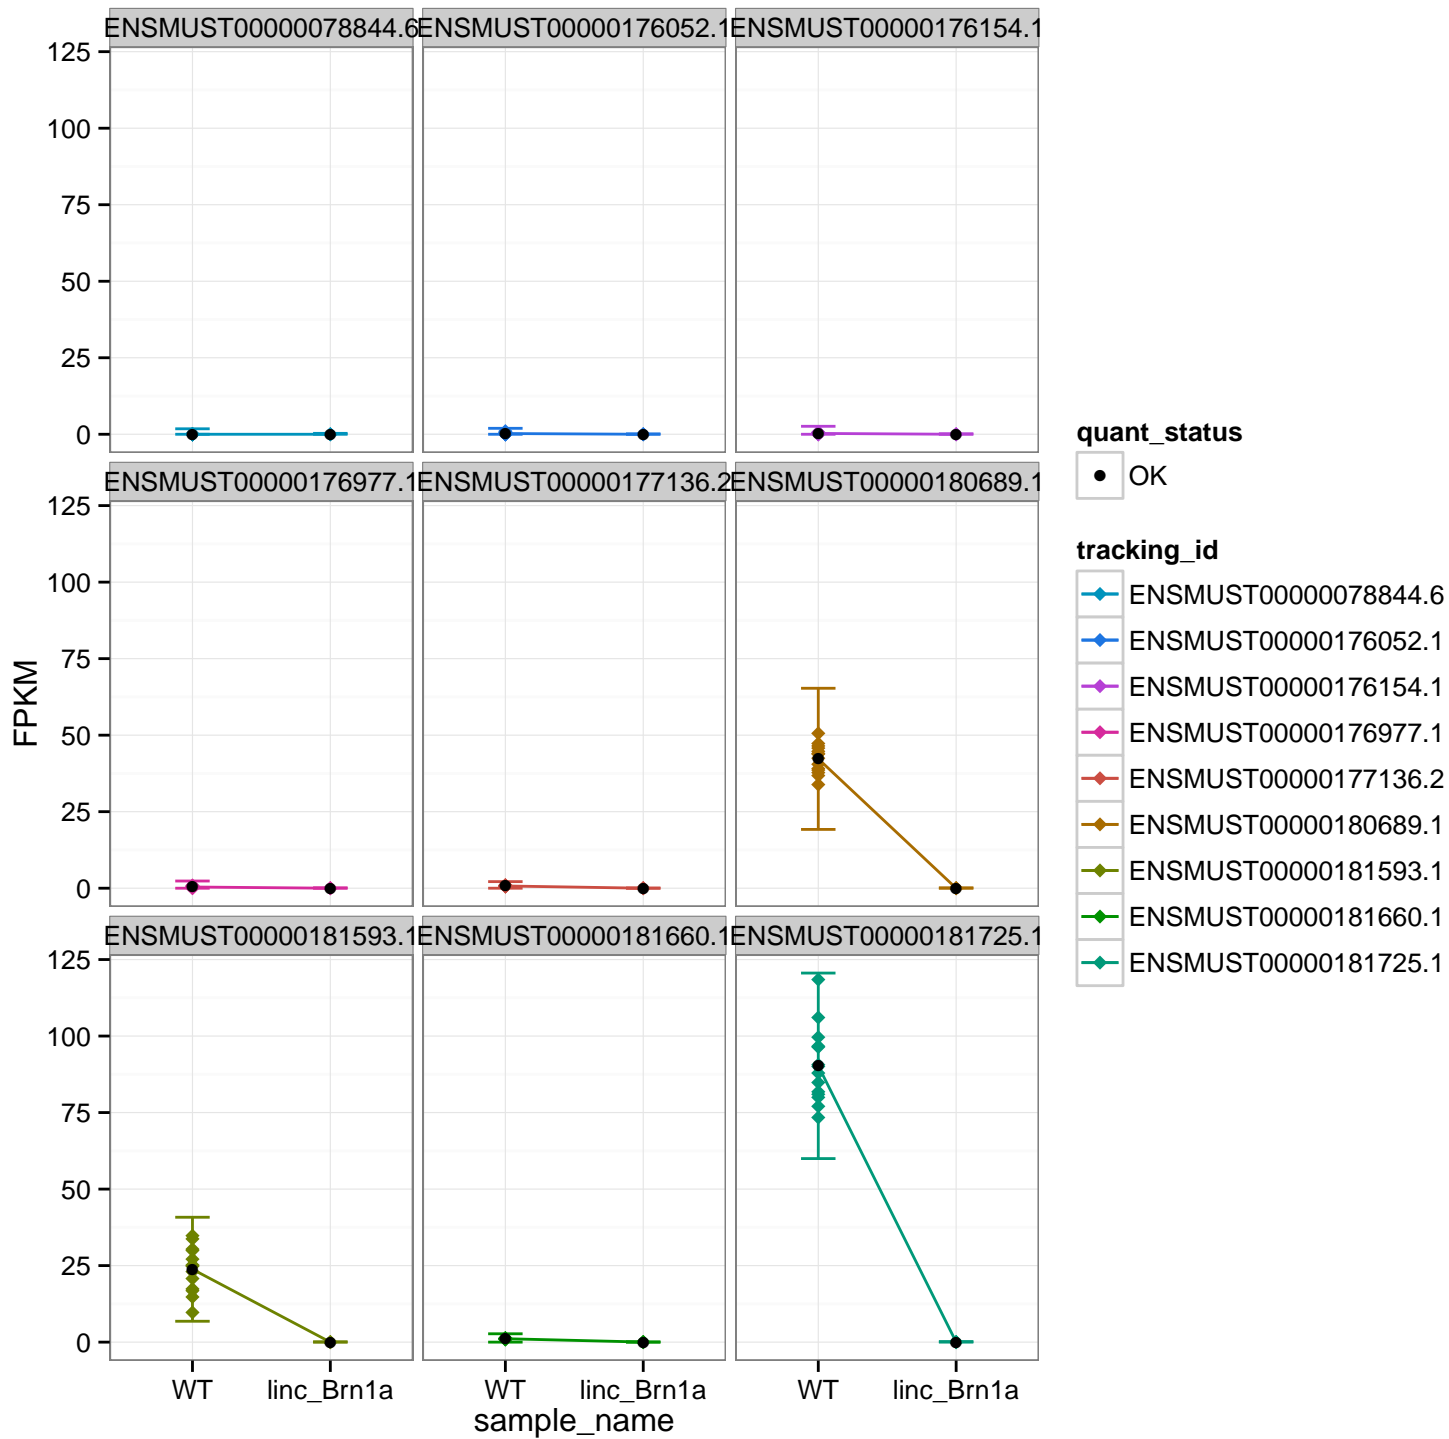 ENSMUST00000078844.6 ENSMUST00000176052.1 ENSMUST00000176154.1
125
100
75
50
25
0
ENSMUST00000176977.1 ENSMUST00000177136.2 ENSMUST00000180689.1
125
100
75
50
25
0
ENSMUST00000181593.1 ENSMUST00000181660.1 ENSMUST00000181725.1
125
100
75
50
25
0
FPKM
WT linc_Brn1a WT linc_Brn1a WT linc_Brn1a
sample_name
quant_status
OK
tracking_id
ENSMUST00000078844.6
ENSMUST00000176052.1
ENSMUST00000176154.1
ENSMUST00000176977.1
ENSMUST00000177136.2
ENSMUST00000180689.1
ENSMUST00000181593.1
ENSMUST00000181660.1
ENSMUST00000181725.1